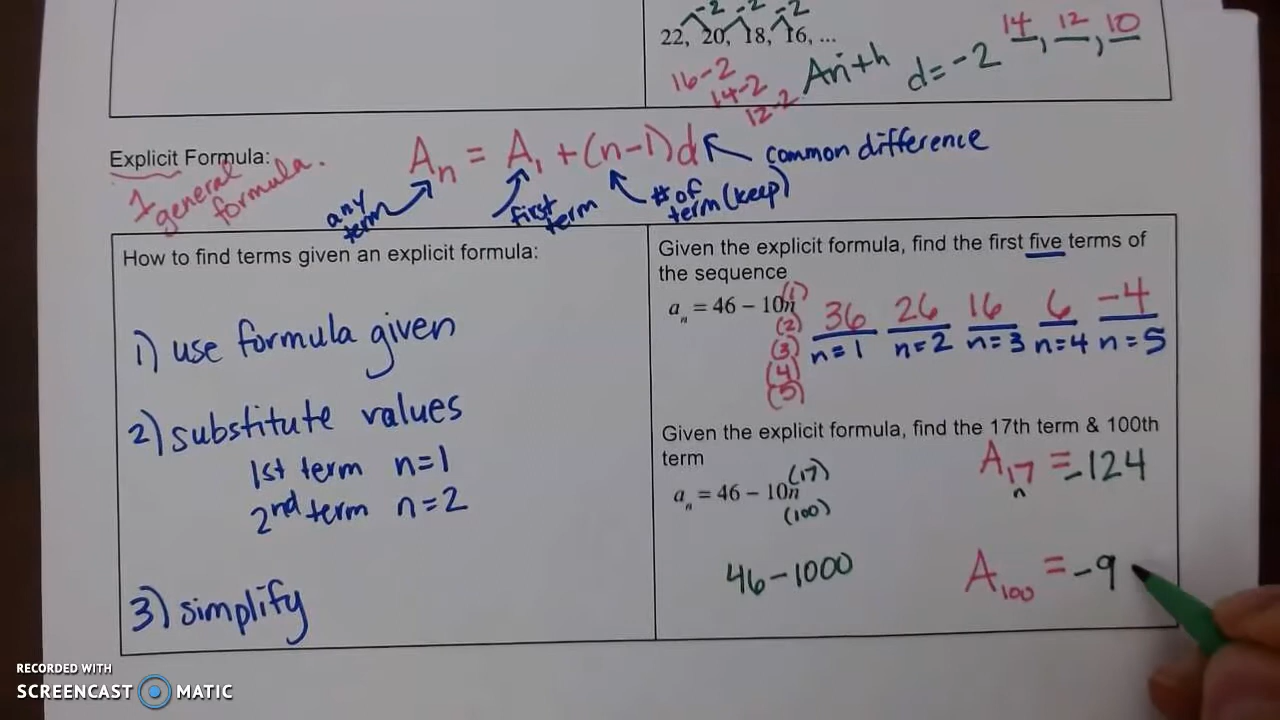 -2 -2 -2
22, 20, 18, 16, ...
16-2
14-2
12-2
Arith d=-2 14, 12, 10
Explicit Formula:
1 general formula.
An = A1 + (n-1)d
common difference
any term
first term
# of term (keep)
How to find terms given an explicit formula:
1) use formula given
2) substitute values
1st term n=1
2nd term n=2
3) simplify
Given the explicit formula, find the first five terms of
the sequence
an = 46 – 10n
(1)
(2)
(3)
(4)
(5)
36 26 16 6 -4
n=1 n=2 n=3 n=4 n=5
Given the explicit formula, find the 17th term & 100th
term
an = 46 – 10n
(17)
(100)
A17 = -124
n
46-1000
A100 = -9
RECORDED WITH
SCREENCAST MATIC